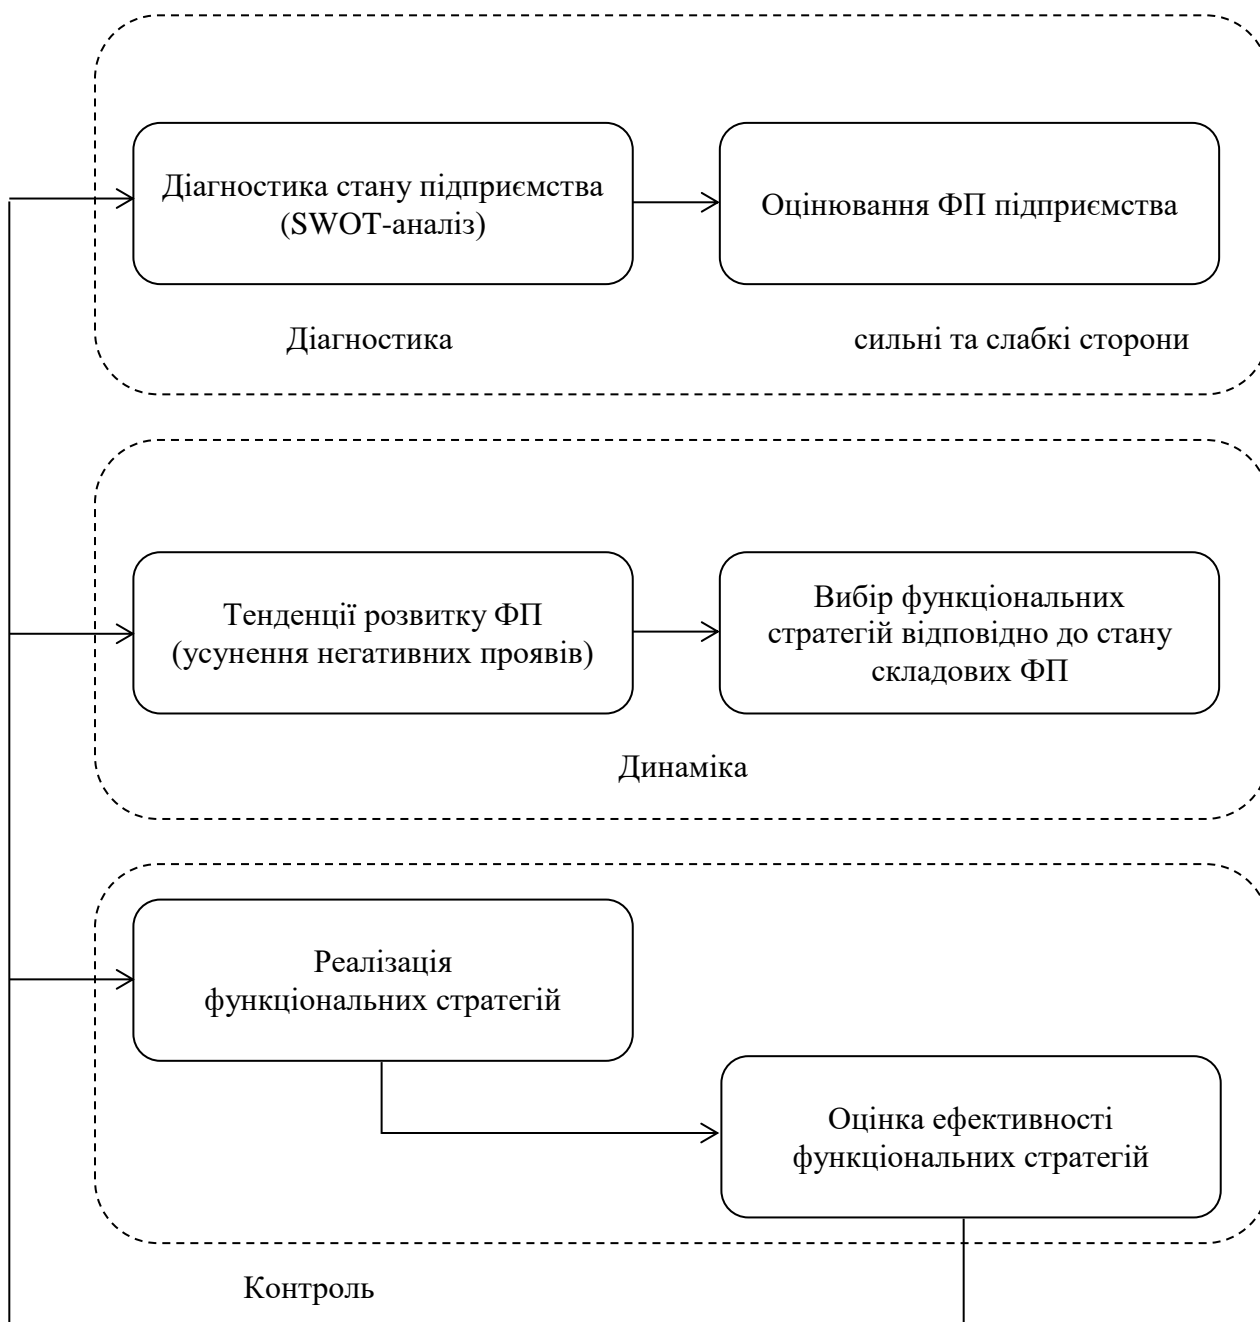 Діагностика стану підприємства
(SWOT-аналіз)
Оцінювання ФП підприємства
Діагностика
сильні та слабкі сторони
Тенденції розвитку ФП
(усунення негативних проявів)
Вибір функціональних
стратегій відповідно до стану
складових ФП
Динаміка
Реалізація
функціональних стратегій
Оцінка ефективності
функціональних стратегій
Контроль